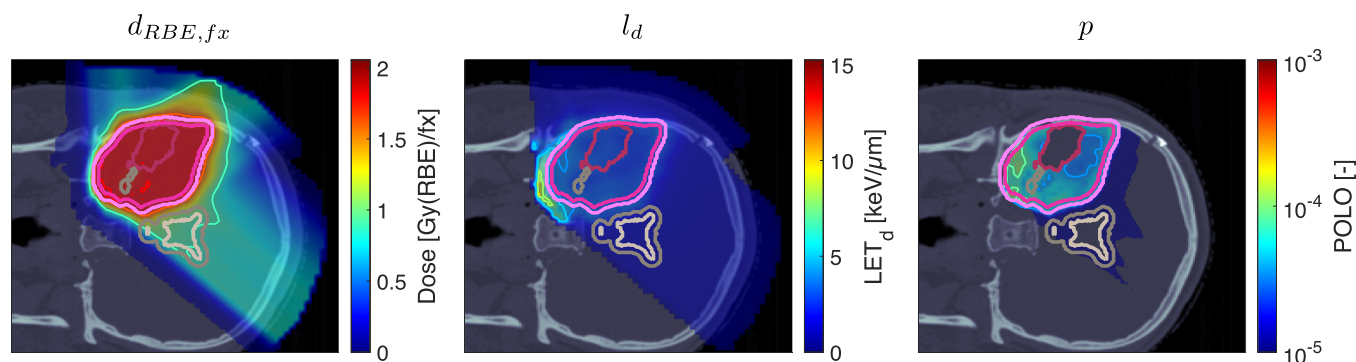 d_{RBE,fx}
2
1.5
1
0.5
0
Dose [Gy(RBE)/fx]
l_d
15
10
5
0
LET_d [keV/μm]
p
10^{-3}
10^{-4}
10^{-5}
POLO [-]